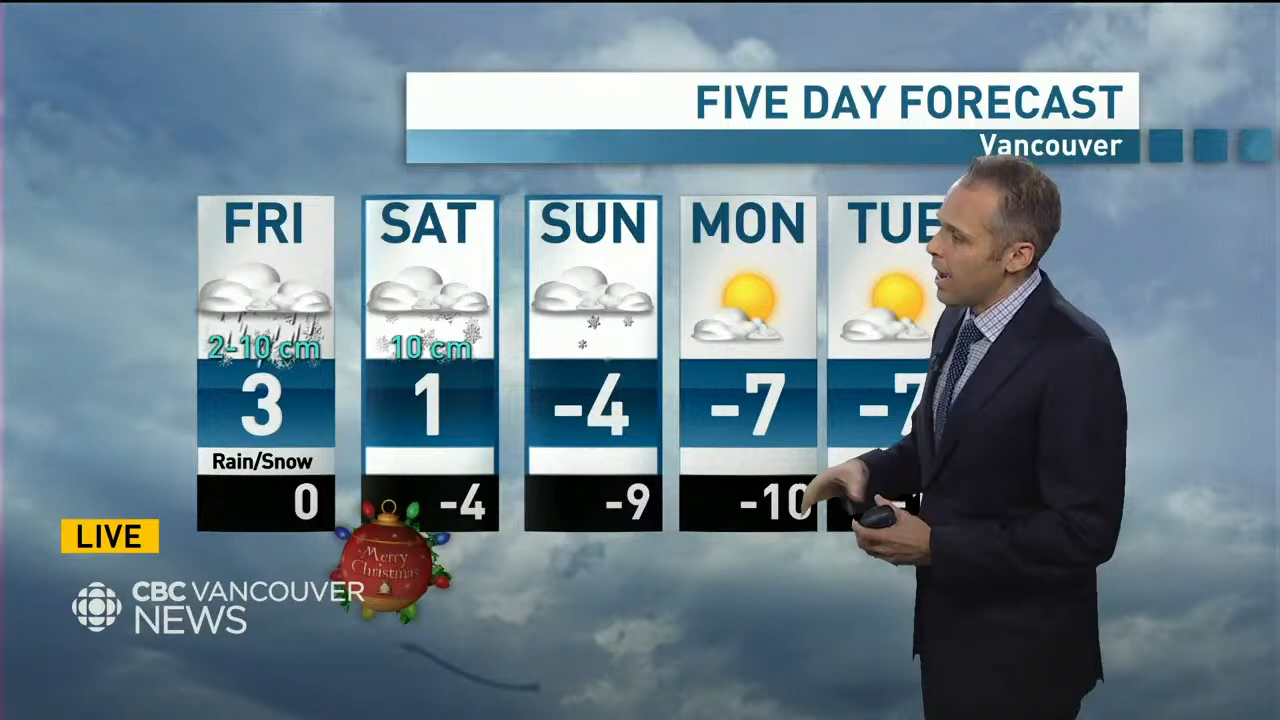 FIVE DAY FORECAST
Vancouver
FRI SAT SUN MON TUE
2-10 cm 10 cm
3 1 -4 -7 -7
Rain/Snow
0 -4 -9 -10
LIVE
Merry
Christmas
CBC VANCOUVER
NEWS